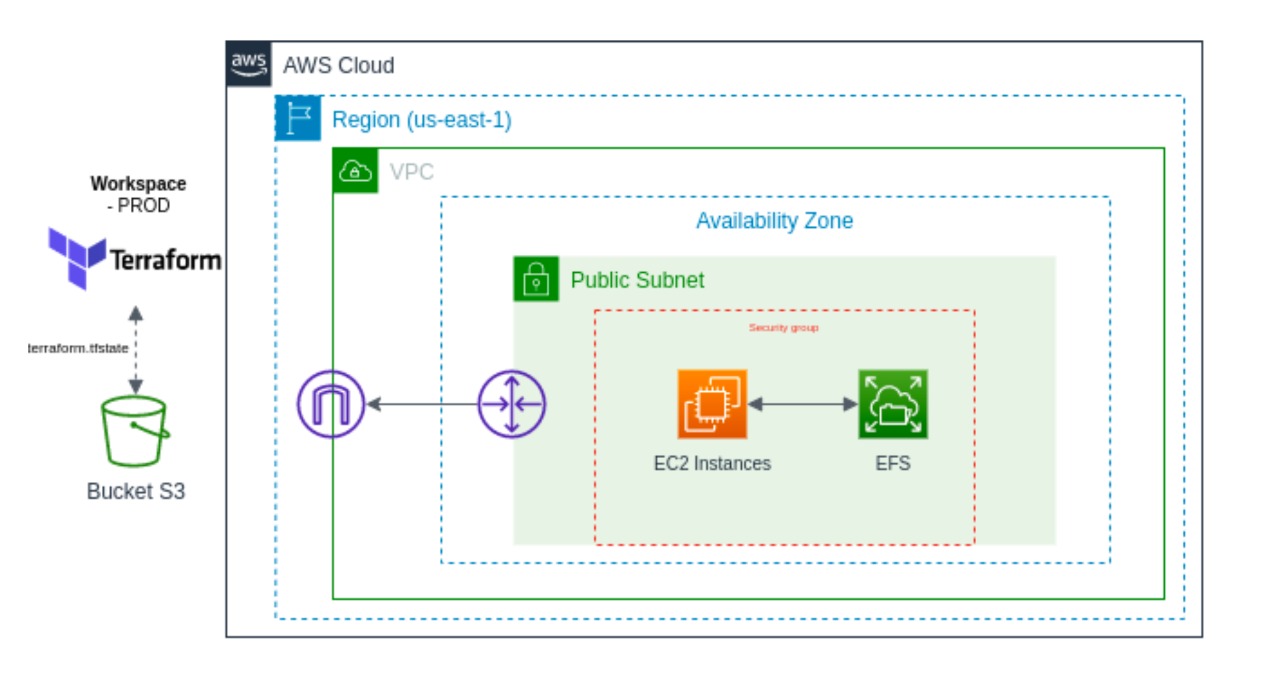 aws
AWS Cloud
Region (us-east-1)
VPC
Workspace
- PROD
Availability Zone
Terraform
Public Subnet
Security group
terraform.tfstate
EC2 Instances
EFS
Bucket S3